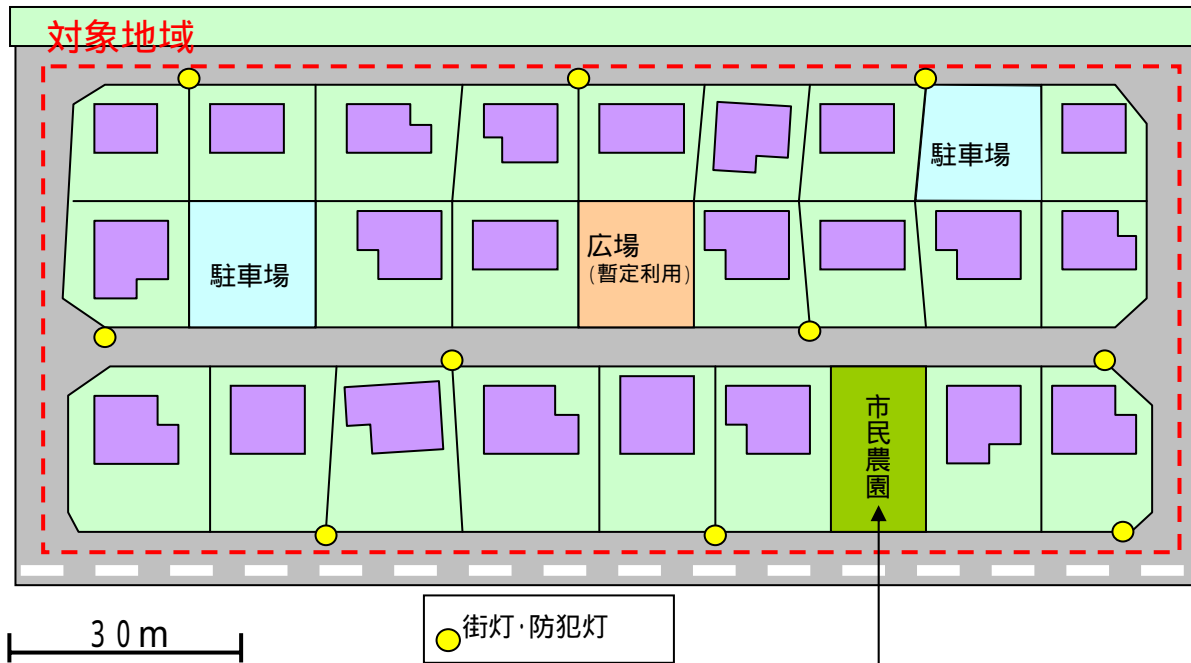 対象地域
駐車場
駐車場
広場
(暫定利用)
市民農園
街灯・防犯灯
30m